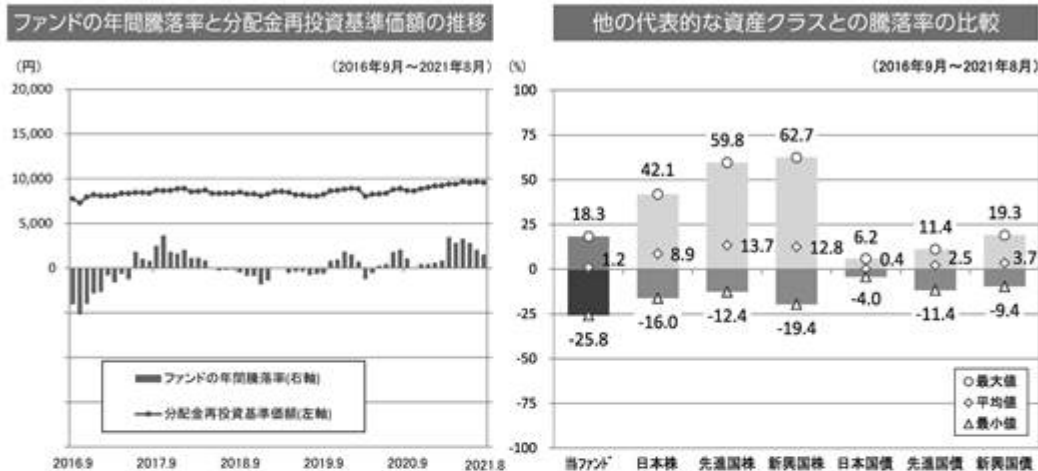 ファンドの年間騰落率と分配金再投資基準価額の推移
(円)
(2016年9月～2021年8月)
20,000
15,000
10,000
5,000
0
ファンドの年間騰落率(右軸)
分配金再投資基準価額(左軸)
2016.9 2017.9 2018.9 2019.9 2020.9 2021.8
他の代表的な資産クラスとの騰落率の比較
(%)
(2016年9月～2021年8月)
100
75
50
25
0
-25
-50
-75
-100
18.3 42.1 59.8 62.7 6.2 11.4 19.3
1.2 8.9 13.7 12.8 0.4 2.5 3.7
-25.8 -16.0 -12.4 -19.4 -4.0 -11.4 -9.4
最大値
平均値
最小値
当ファンド 日本株 先進国株 新興国株 日本国債 先進国債 新興国債